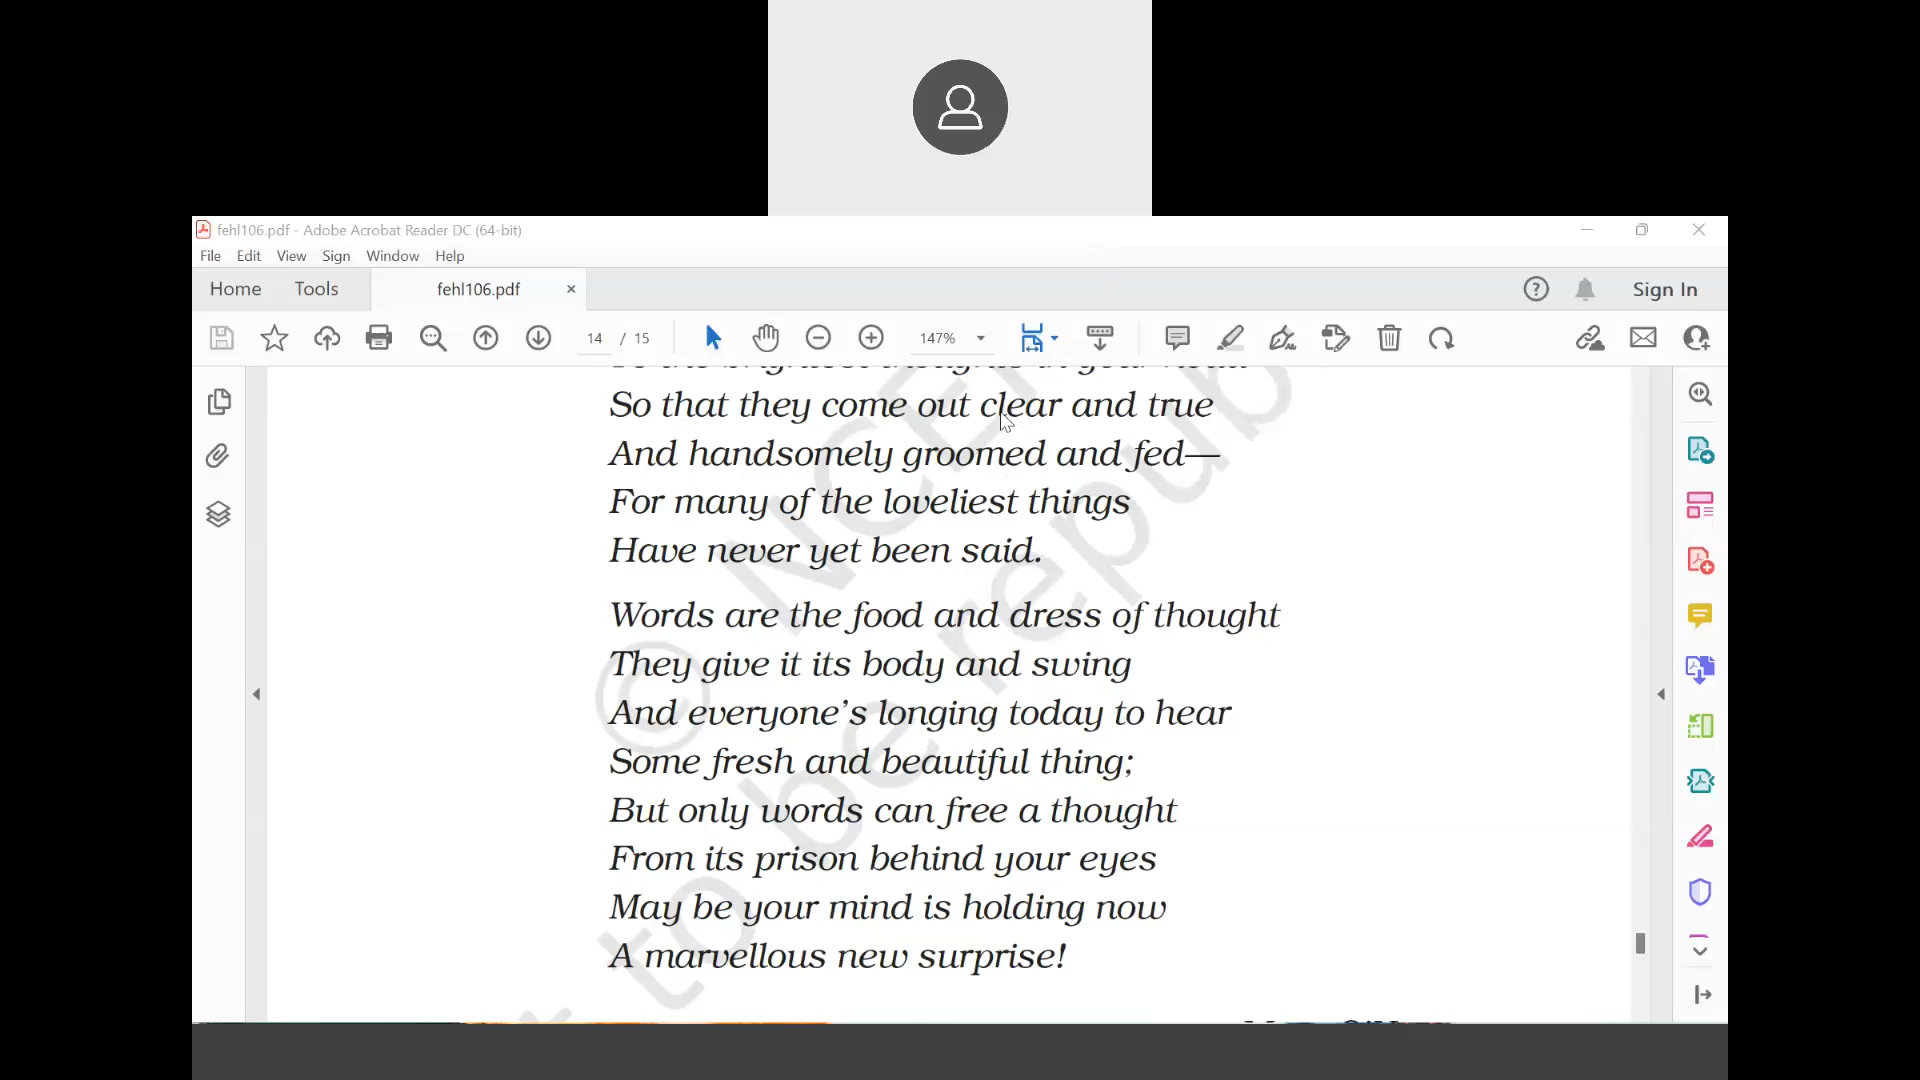 fehl106.pdf - Adobe Acrobat Reader DC (64-bit)
File Edit View Sign Window Help
Home Tools fehl106.pdf × Sign In
14 / 15 147%
So that they come out clear and true
And handsomely groomed and fed—
For many of the loveliest things
Have never yet been said.
Words are the food and dress of thought
They give it its body and swing
And everyone's longing today to hear
Some fresh and beautiful thing;
But only words can free a thought
From its prison behind your eyes
May be your mind is holding now
A marvellous new surprise!
© NCE
to be repub